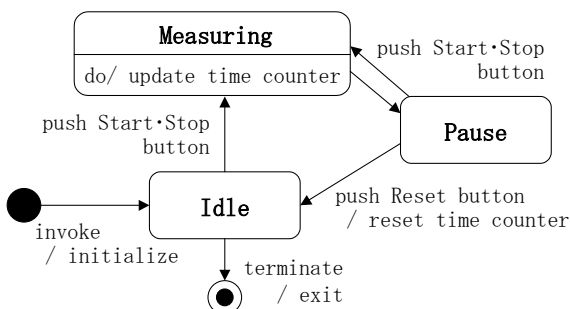 Measuring
do/ update time counter
push Start・Stop
button
push Start・Stop
button
Pause
Idle
push Reset button
/ reset time counter
invoke
/ initialize
terminate
/ exit